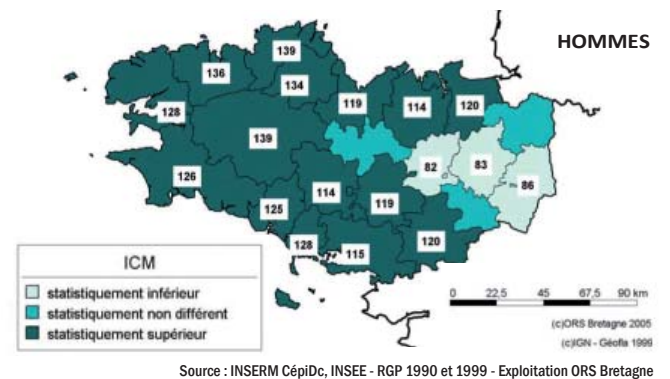 HOMMES
139
136
134
119
114
120
128
139
82
83
86
126
114
119
125
128
115
120
ICM
statistiquement inférieur
statistiquement non différent
statistiquement supérieur
0 22,5 45 67,5 90 km
(c)ORS Bretagne 2005
(c)IGN - Géofla 1999
Source : INSERM CépiDc, INSEE - RGP 1990 et 1999 - Exploitation ORS Bretagne